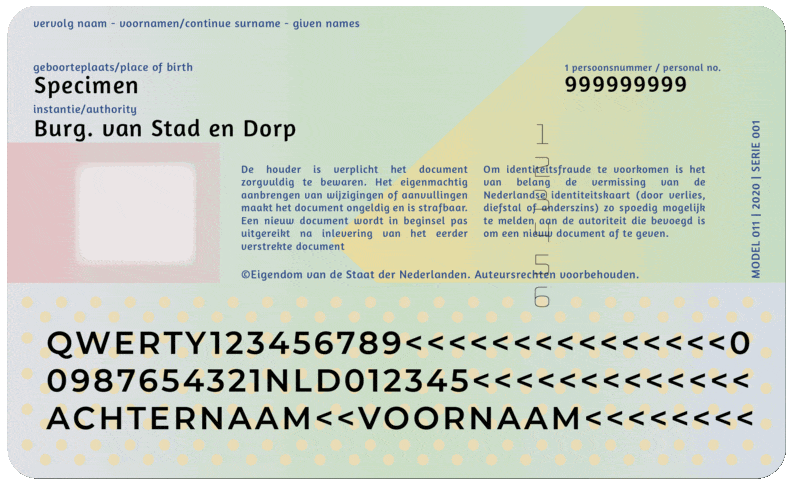 vervolg naam - voornamen/continue surname - given names
geboorteplaats/place of birth
Specimen
instantie/authority
Burg. van Stad en Dorp
1 persoonsnummer / personal no.
999999999
De houder is verplicht het document
zorgvuldig te bewaren. Het eigenmachtig
aanbrengen van wijzigingen of aanvullingen
maakt het document ongeldig en is strafbaar.
Een nieuw document wordt in beginsel pas
uitgereikt na inlevering van het eerder
verstrekte document
Om identiteitsfraude te voorkomen is het
van belang de vermissing van de
Nederlandse identiteitskaart (door verlies,
diefstal of anderszins) zo spoedig mogelijk
te melden aan de autoriteit die bevoegd is
om een nieuw document af te geven.
©Eigendom van de Staat der Nederlanden. Auteursrechten voorbehouden.
MODEL 011 | 2020 | SERIE 001
QWERTY123456789<<<<<<<<<<<<<<<0
0987654321NLD012345<<<<<<<<<<<<<
ACHTERNAAM<<VOORNAAM<<<<<<<<